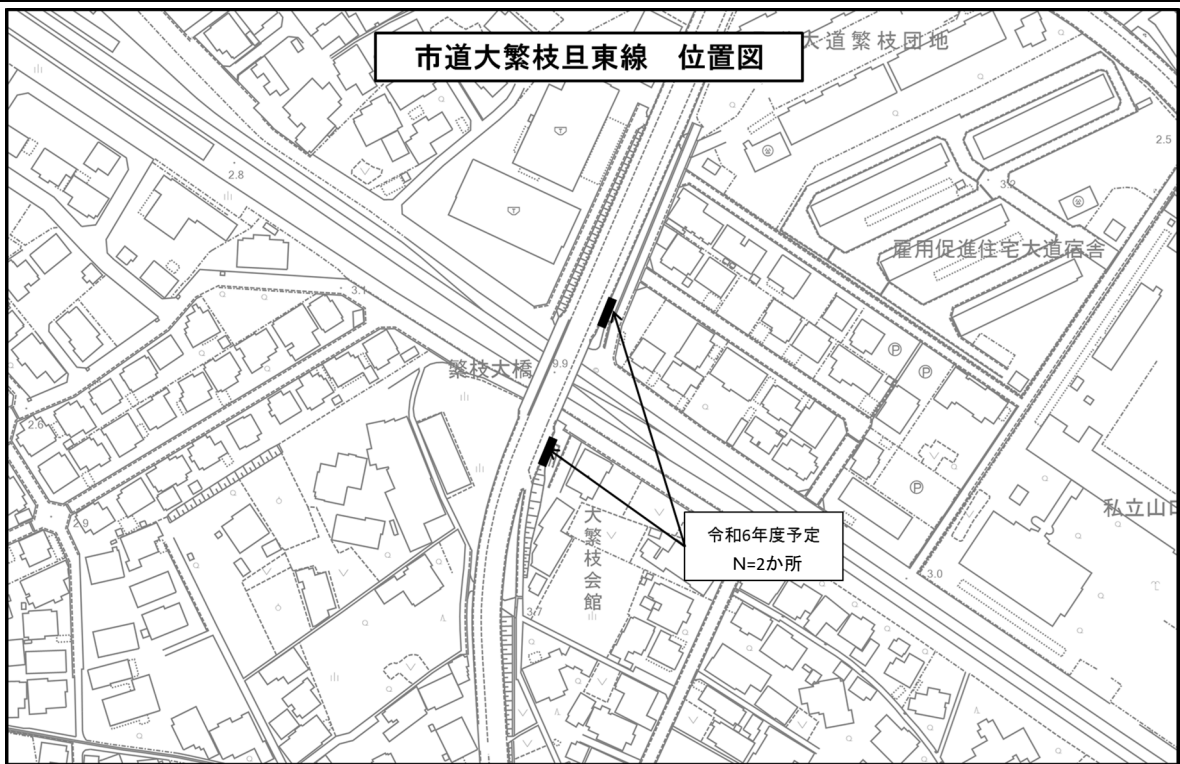 市道大繁枝旦東線 位置図
大道繁枝団地
2.5
2.8
3.2
雇用促進住宅大道宿舎
3.1
繁枝大橋
9.9
P
P
2.6
P
私立山口
大繁枝会館
令和6年度予定
N=2か所
2.9
3.0
3.7